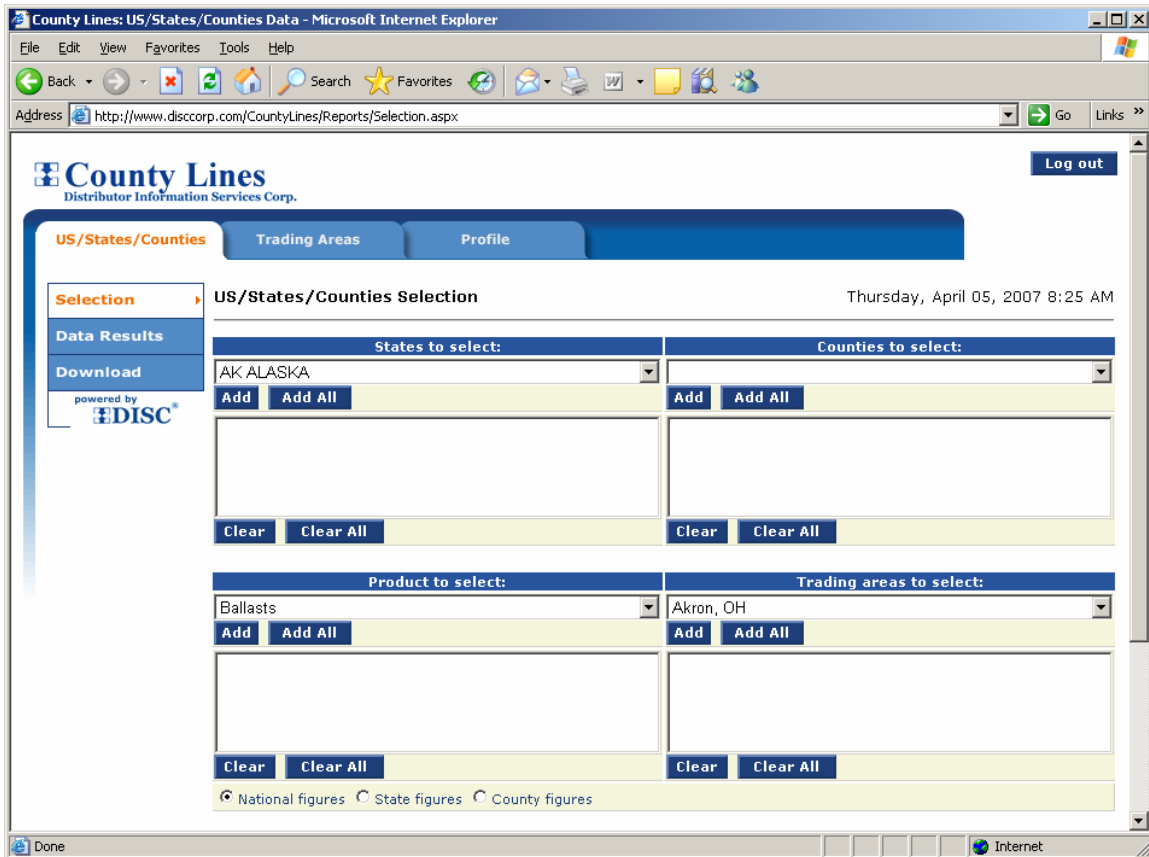 County Lines: US/States/Counties Data - Microsoft Internet Explorer
File Edit View Favorites Tools Help
Back Search Favorites
Address http://www.disccorp.com/CountyLines/Reports/Selection.aspx Go Links »
Log out
County Lines
Distributor Information Services Corp.
US/States/Counties Trading Areas Profile
Selection
Data Results
Download
powered by
DISC®
US/States/Counties Selection Thursday, April 05, 2007 8:25 AM
States to select: Counties to select:
AK ALASKA
Add Add All Add Add All
Clear Clear All Clear Clear All
Product to select: Trading areas to select:
Ballasts Akron, OH
Add Add All Add Add All
Clear Clear All Clear Clear All
National figures State figures County figures
Done Internet